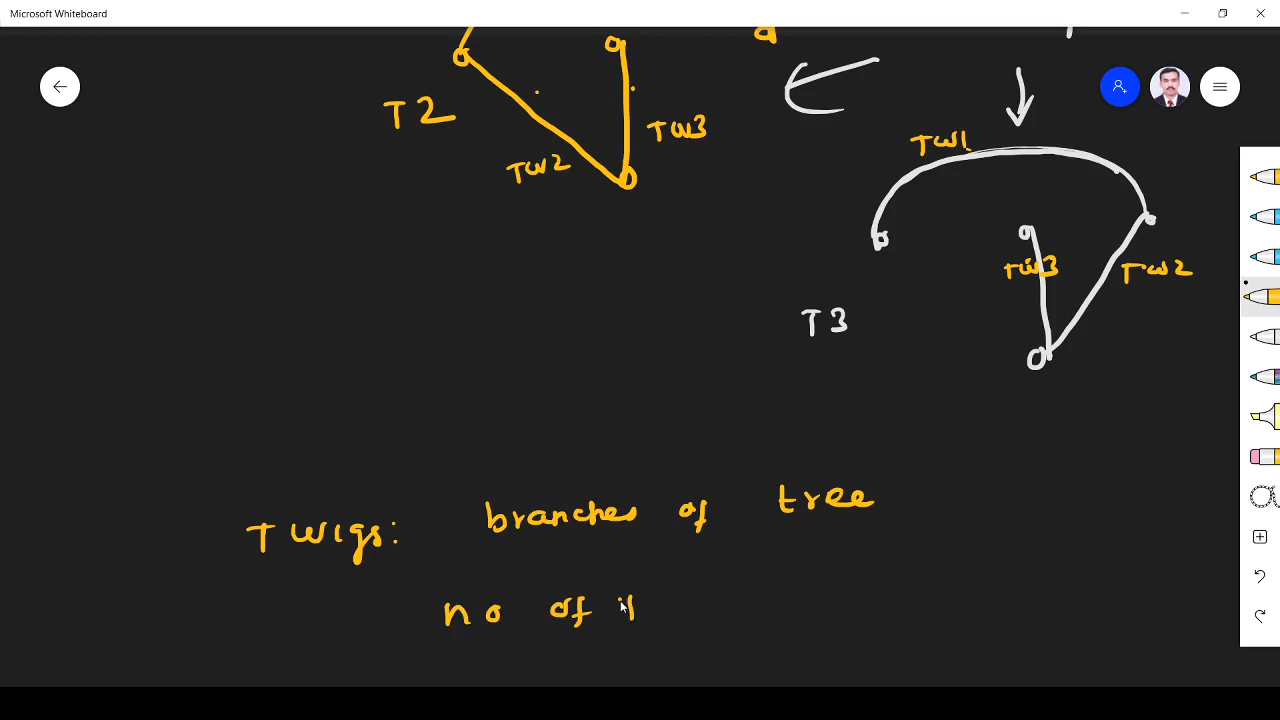 Microsoft Whiteboard
T2
TW2
TW3
TW1
TW3
TW2
T3
TWIgs: branches of tree
no of